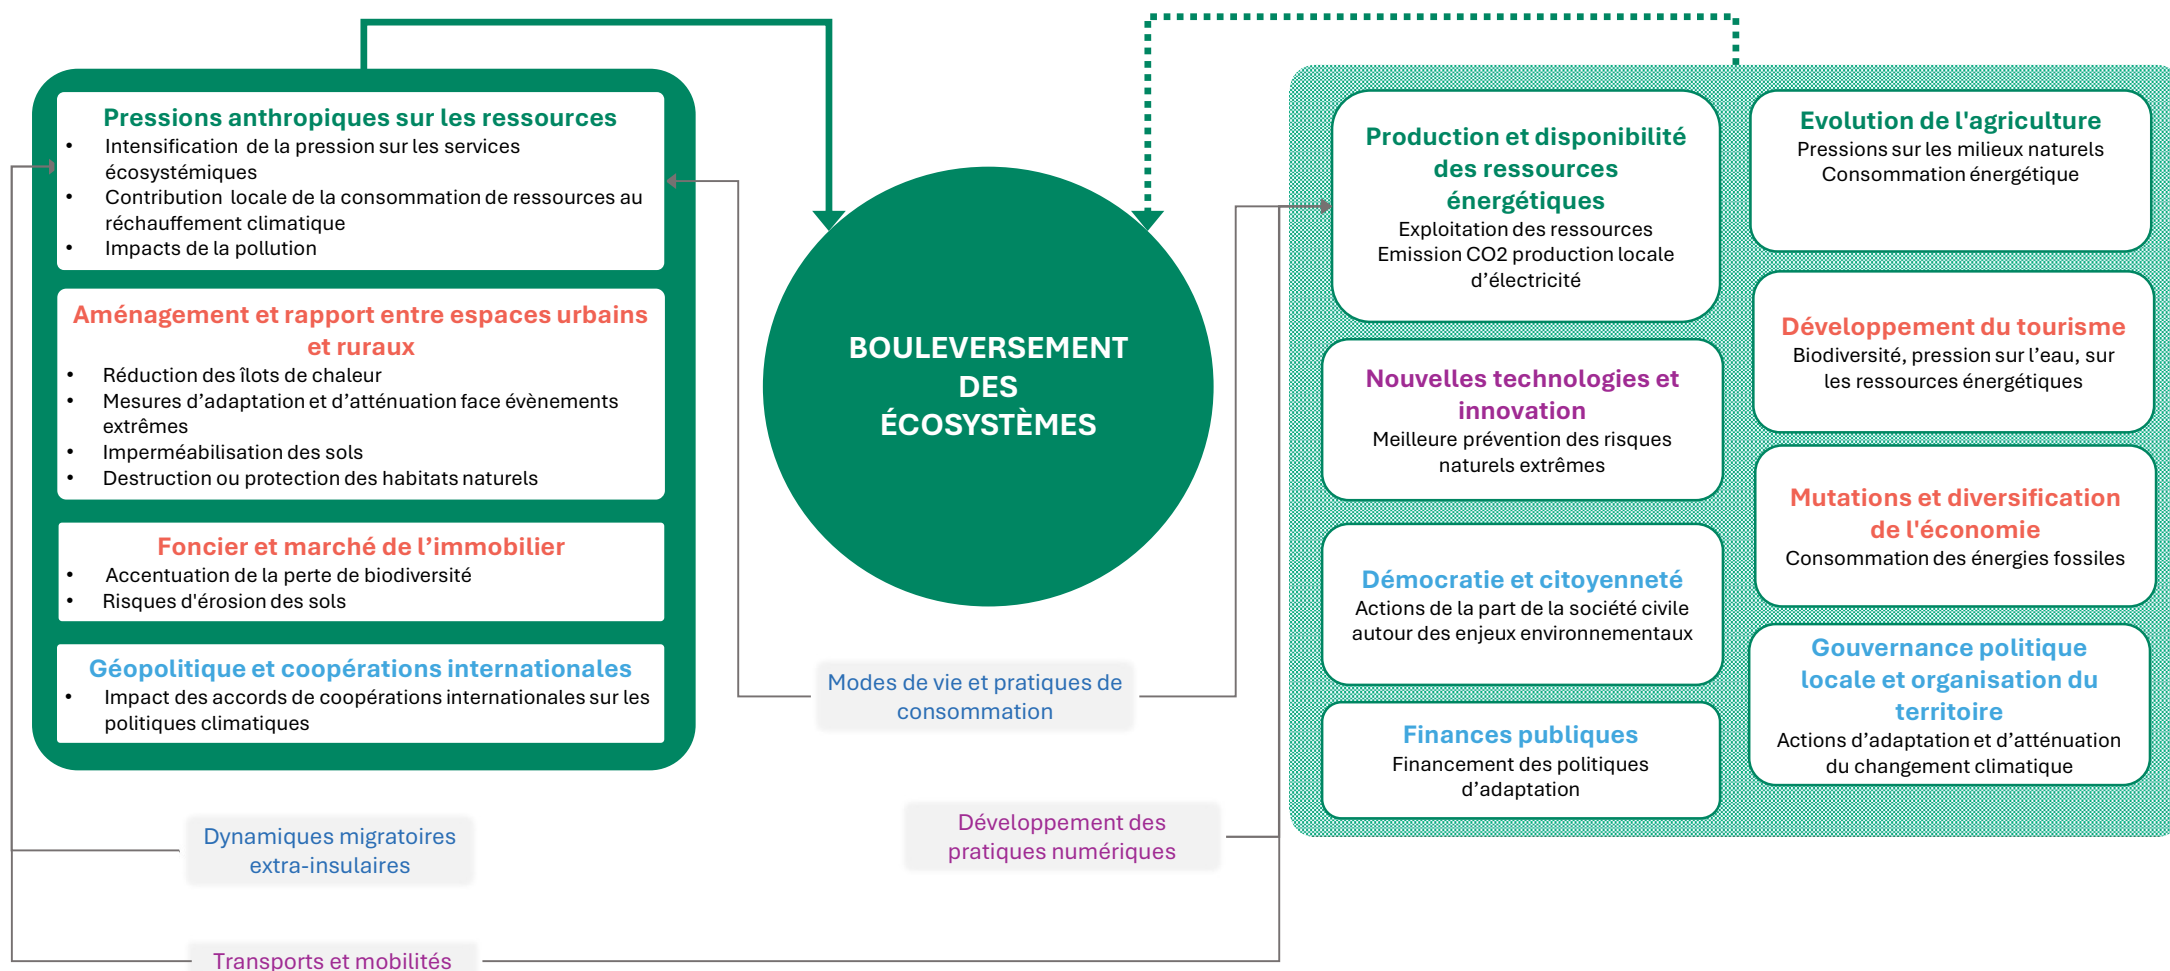 Pressions anthropiques sur les ressources
• Intensification de la pression sur les services
écosystémiques
• Contribution locale de la consommation de ressources au
réchauffement climatique
• Impacts de la pollution
Aménagement et rapport entre espaces urbains
et ruraux
• Réduction des îlots de chaleur
• Mesures d’adaptation et d’atténuation face évènements
extrêmes
• Imperméabilisation des sols
• Destruction ou protection des habitats naturels
Foncier et marché de l’immobilier
• Accentuation de la perte de biodiversité
• Risques d'érosion des sols
Géopolitique et coopérations internationales
• Impact des accords de coopérations internationales sur les
politiques climatiques
BOULEVERSEMENT
DES
ÉCOSYSTÈMES
Production et disponibilité
des ressources
énergétiques
Exploitation des ressources
Emission CO2 production locale
d’électricité
Nouvelles technologies et
innovation
Meilleure prévention des risques
naturels extrêmes
Démocratie et citoyenneté
Actions de la part de la société civile
autour des enjeux environnementaux
Finances publiques
Financement des politiques
d’adaptation
Evolution de l'agriculture
Pressions sur les milieux naturels
Consommation énergétique
Développement du tourisme
Biodiversité, pression sur l’eau, sur
les ressources énergétiques
Mutations et diversification
de l'économie
Consommation des énergies fossiles
Gouvernance politique
locale et organisation du
territoire
Actions d’adaptation et d’atténuation
du changement climatique
Modes de vie et pratiques de
consommation
Développement des
pratiques numériques
Dynamiques migratoires
extra-insulaires
Transports et mobilités